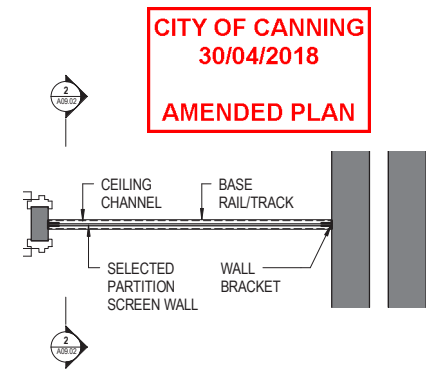 CITY OF CANNING
30/04/2018
AMENDED PLAN
2
A09.02
CEILING
CHANNEL
BASE
RAIL/TRACK
SELECTED
PARTITION
SCREEN WALL
WALL
BRACKET
2
A09.02